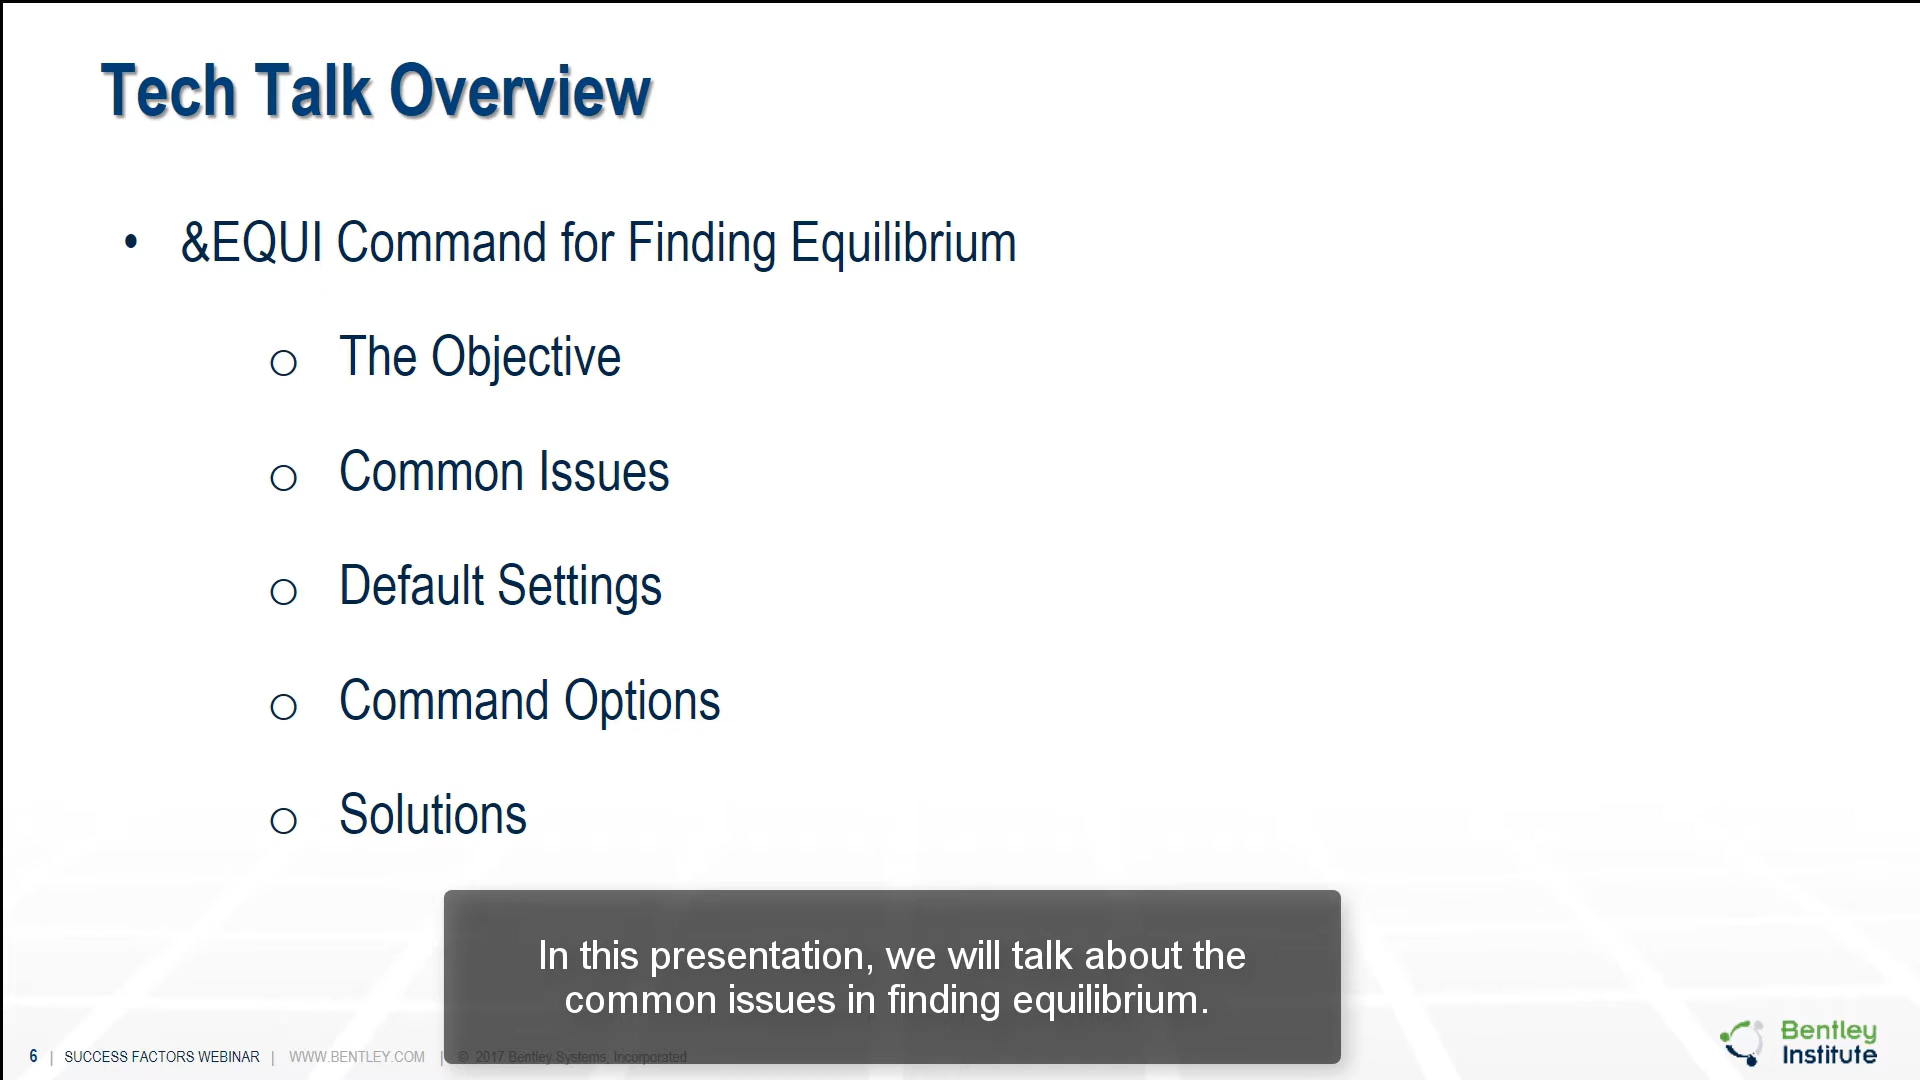 Tech Talk Overview
• &EQUI Command for Finding Equilibrium
o The Objective
o Common Issues
o Default Settings
o Command Options
o Solutions
In this presentation, we will talk about the
common issues in finding equilibrium.
6 | SUCCESS FACTORS WEBINAR | WWW.BENTLEY.COM | © 2017 Bentley Systems, Incorporated
Bentley
Institute